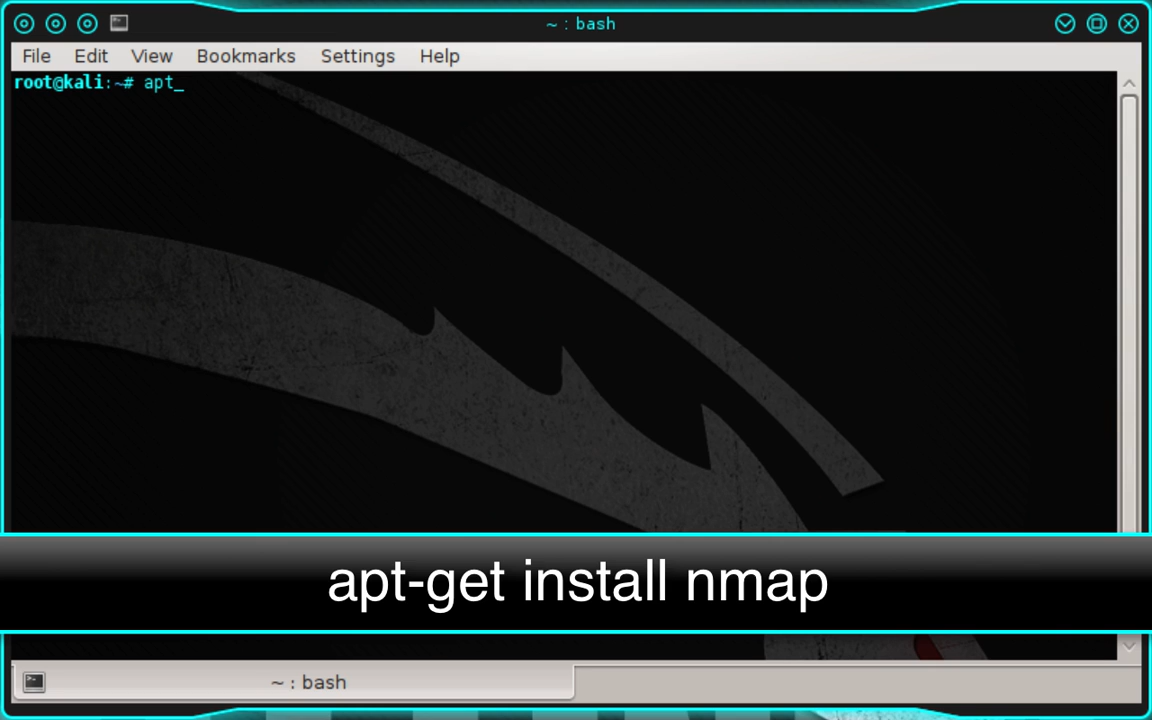 ~ : bash
File Edit View Bookmarks Settings Help
root@kali:~# apt_
apt-get install nmap
~ : bash